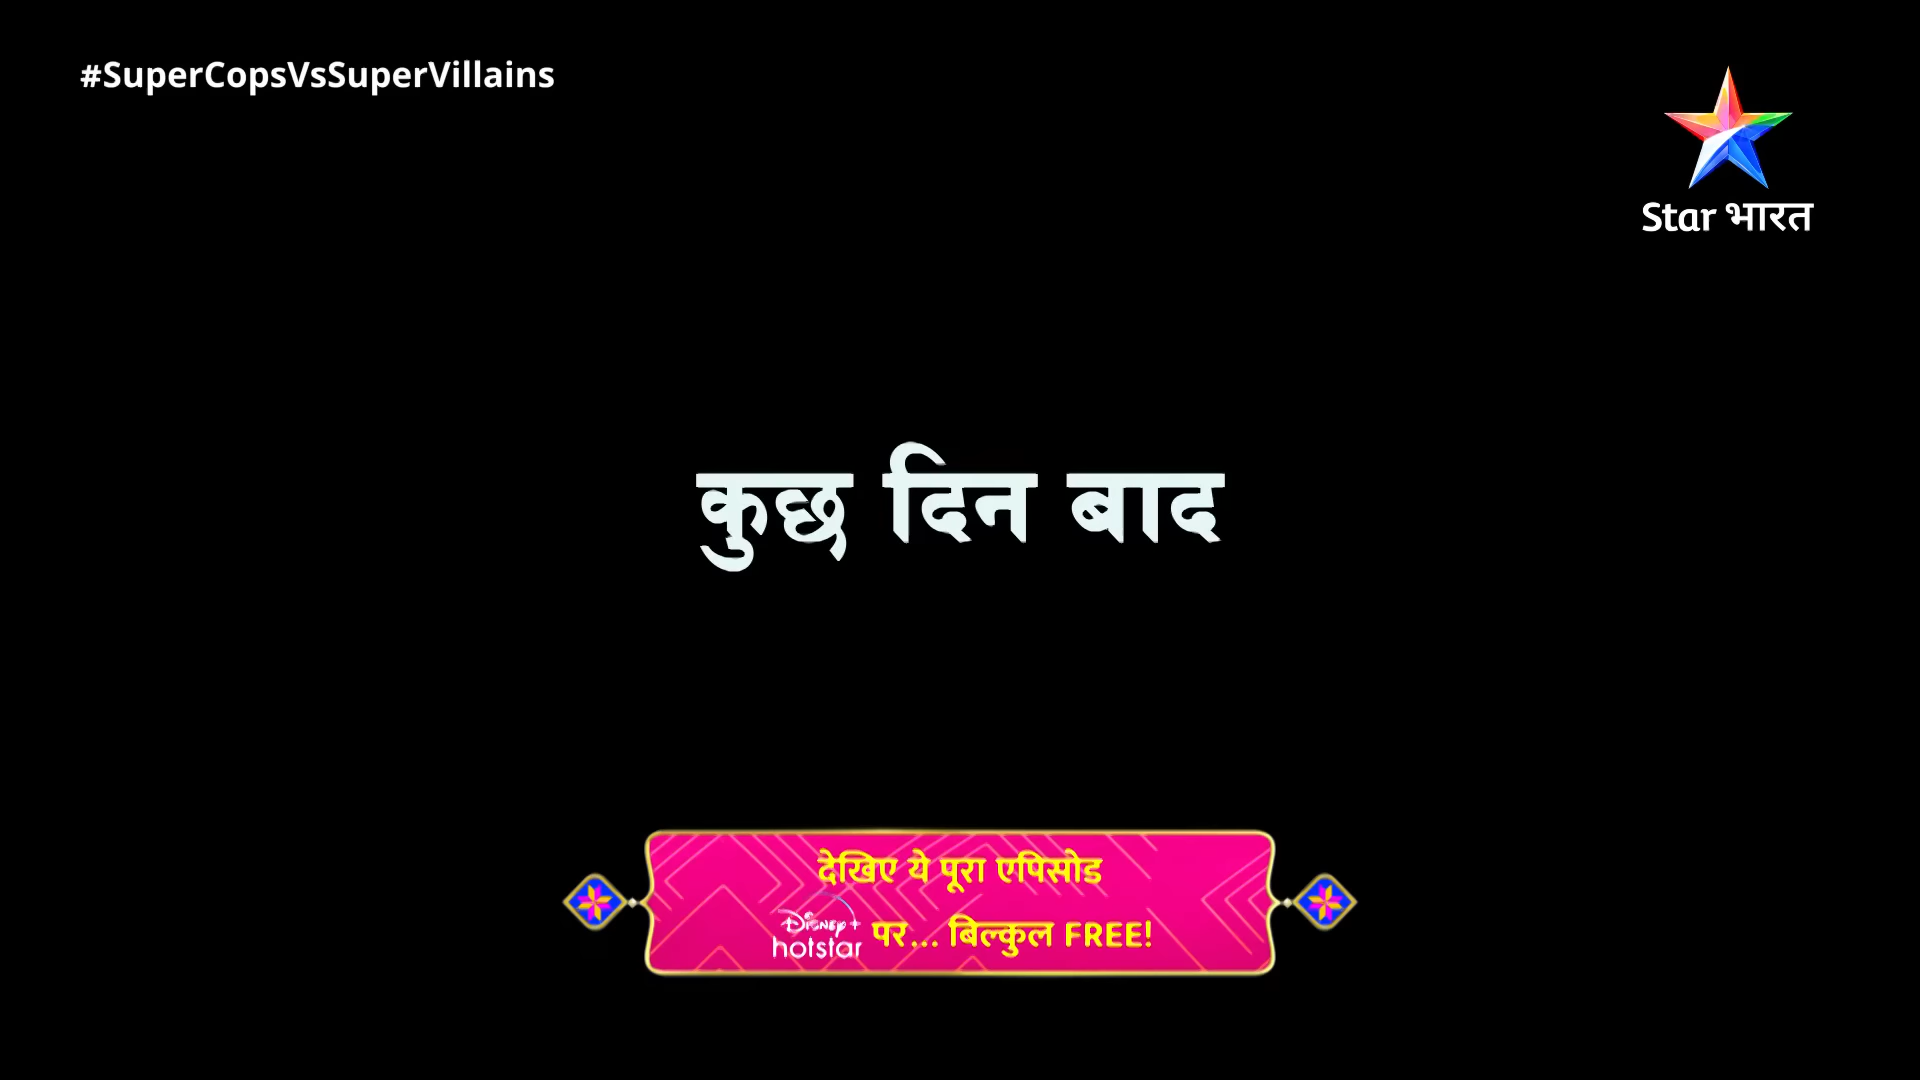 #SuperCopsVsSuperVillains
Star भारत
कुछ दिन बाद
देखिए ये पूरा एपिसोड
Disney+ hotstar पर... बिल्कुल FREE!